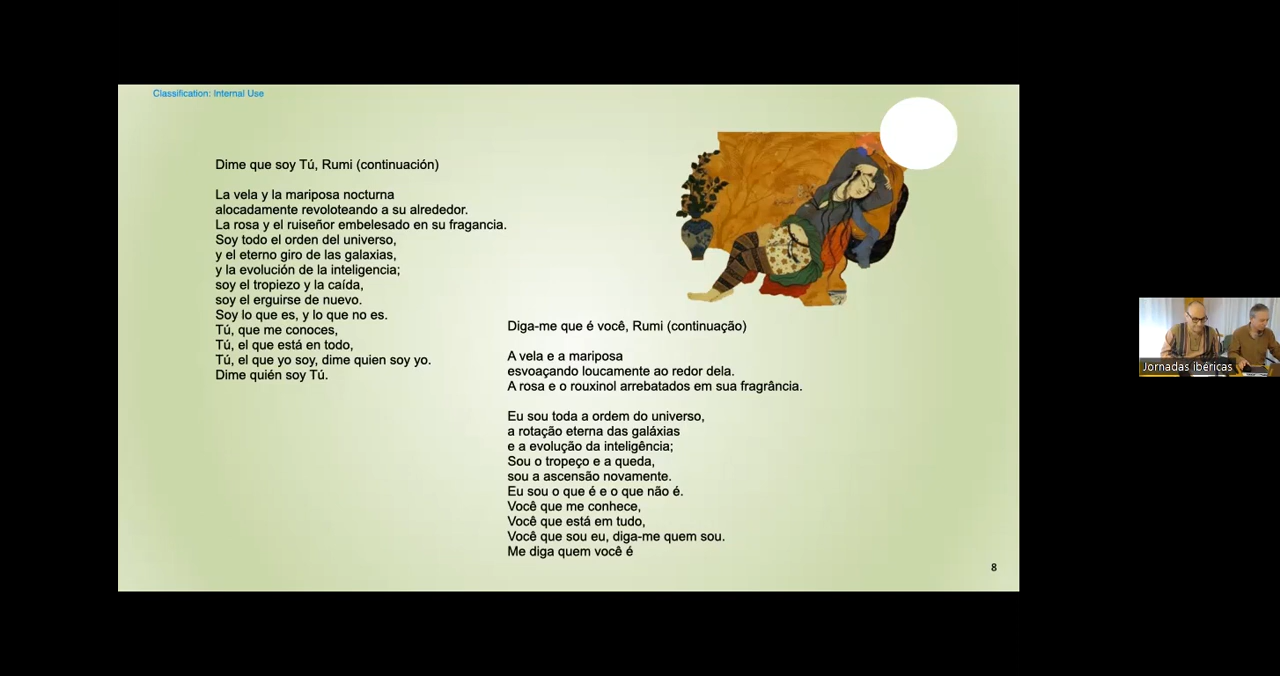 Classification: Internal Use
Dime que soy Tú, Rumi (continuación)
La vela y la mariposa nocturna
alocadamente revoloteando a su alrededor.
La rosa y el ruiseñor embelesado en su fragancia.
Soy todo el orden del universo,
y el eterno giro de las galaxias,
y la evolución de la inteligencia;
soy el tropiezo y la caída,
soy el erguirse de nuevo.
Soy lo que es, y lo que no es.
Tú, que me conoces,
Tú, el que está en todo,
Tú, el que yo soy, dime quien soy yo.
Dime quién soy Tú.
Diga-me que é você, Rumi (continuação)
A vela e a mariposa
esvoaçando loucamente ao redor dela.
A rosa e o rouxinol arrebatados em sua fragrância.
Eu sou toda a ordem do universo,
a rotação eterna das galáxias
e a evolução da inteligência;
Sou o tropeço e a queda,
sou a ascensão novamente.
Eu sou o que é e o que não é.
Você que me conhece,
Você que está em tudo,
Você que sou eu, diga-me quem sou.
Me diga quem você é
8
Jornadas ibéricas